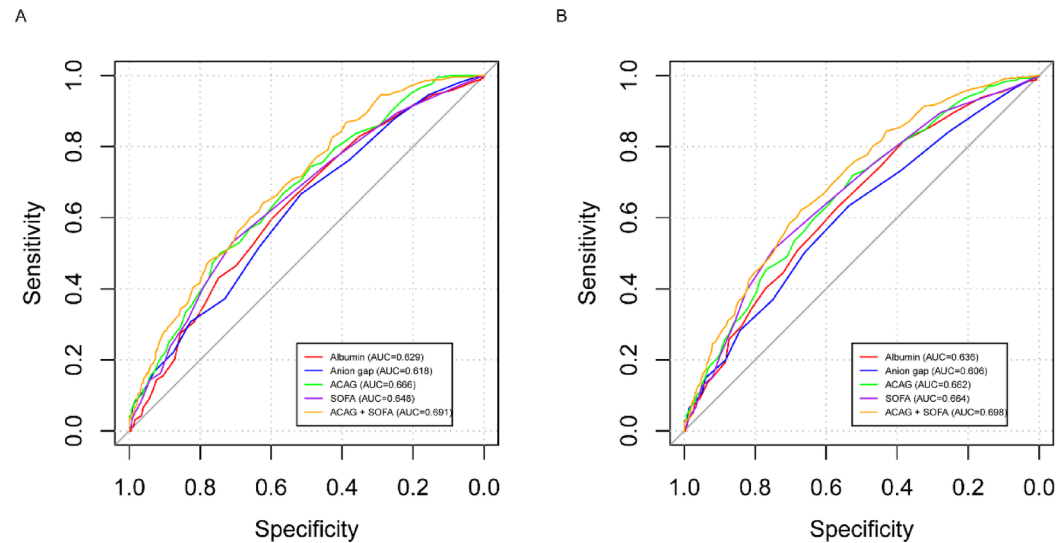 A
1.0
0.8
0.6
0.4
0.2
0.0
Sensitivity
Albumin (AUC=0.629)
Anion gap (AUC=0.618)
ACAG (AUC=0.666)
SOFA (AUC=0.648)
ACAG + SOFA (AUC=0.691)
1.0 0.8 0.6 0.4 0.2 0.0
Specificity
B
1.0
0.8
0.6
0.4
0.2
0.0
Sensitivity
Albumin (AUC=0.636)
Anion gap (AUC=0.606)
ACAG (AUC=0.662)
SOFA (AUC=0.664)
ACAG + SOFA (AUC=0.698)
1.0 0.8 0.6 0.4 0.2 0.0
Specificity